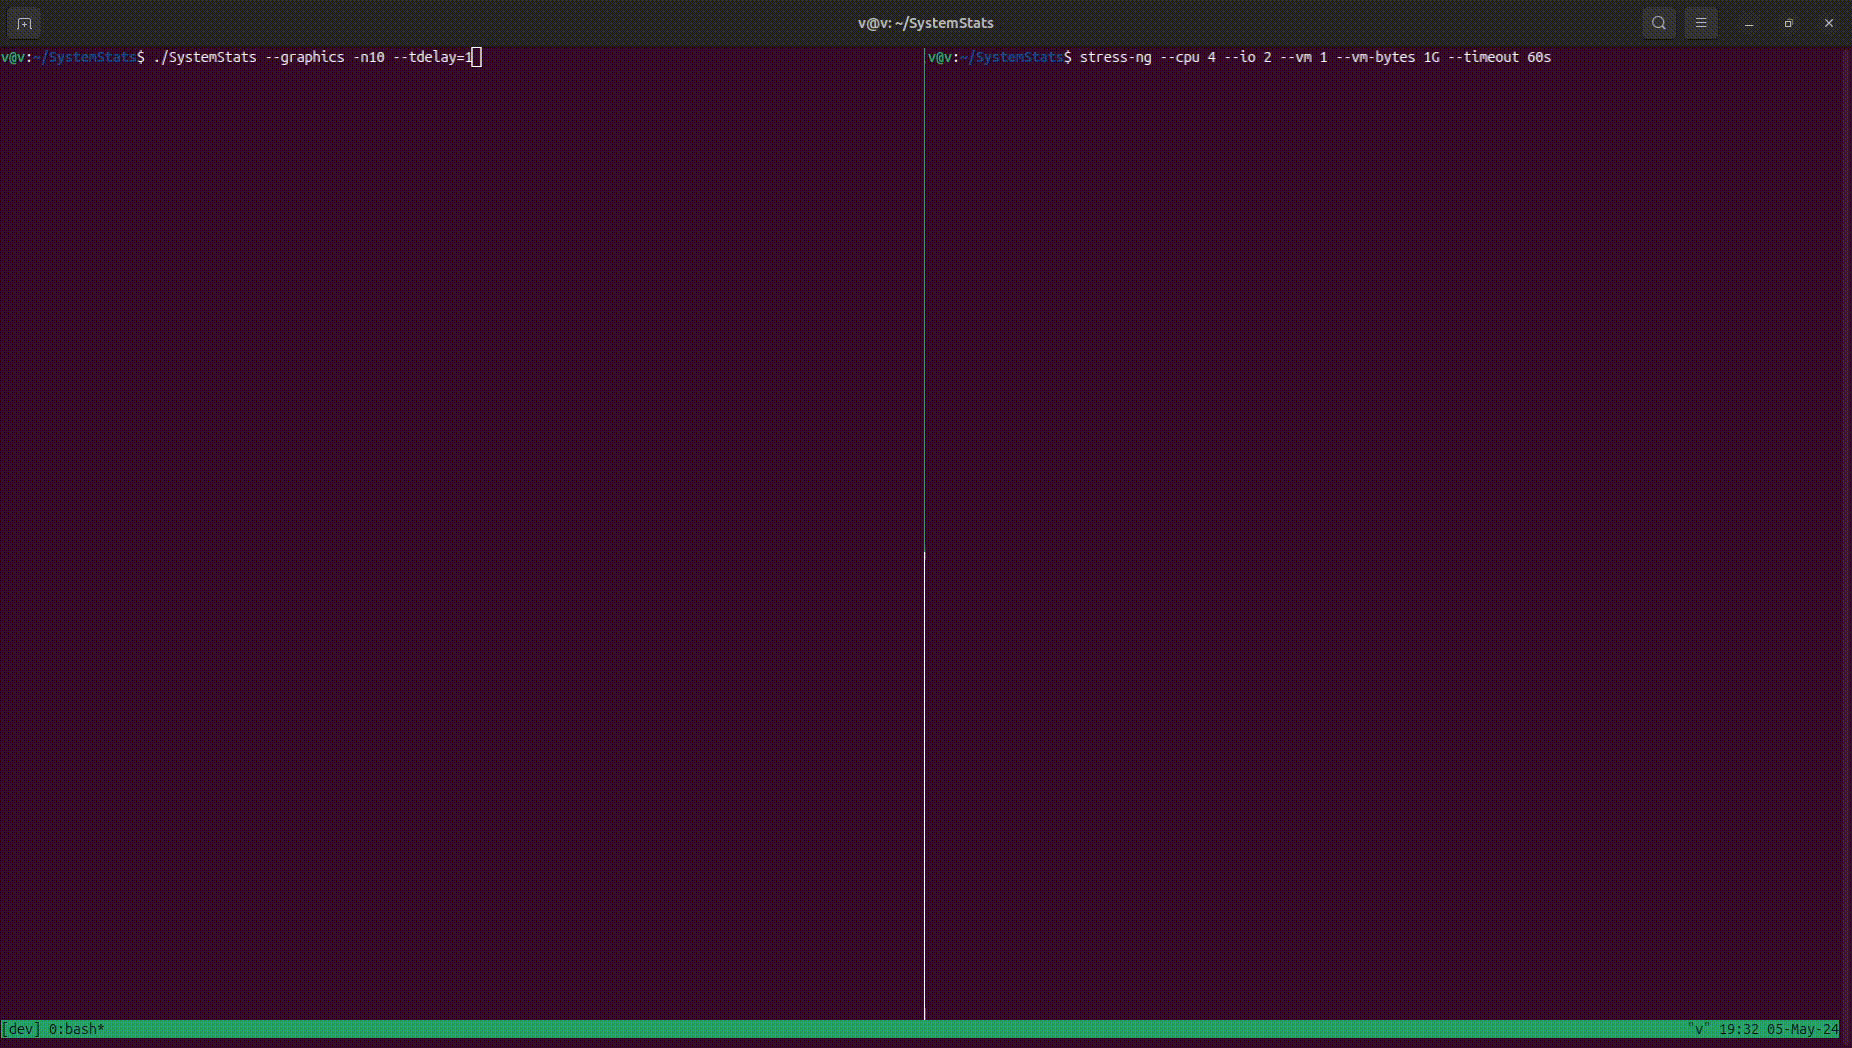 v@v: ~/SystemStats
v@v:~/SystemStats$ ./SystemStats --graphics -n10 --tdelay=1
v@v:~/SystemStats$ stress-ng --cpu 4 --io 2 --vm 1 --vm-bytes 1G --timeout 60s
[dev] 0:bash*
"v" 19:32 05-May-24